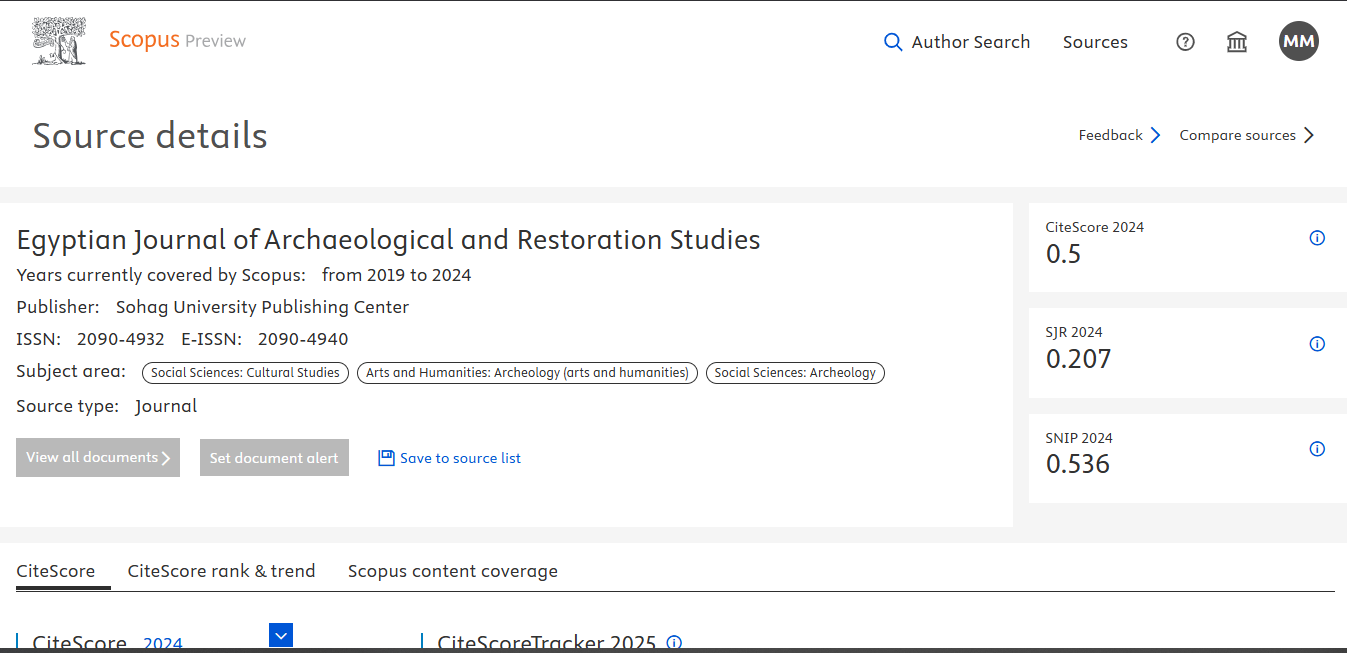 Scopus Preview
Author Search
Sources
MM
Source details
Feedback
Compare sources
Egyptian Journal of Archaeological and Restoration Studies
Years currently covered by Scopus: from 2019 to 2024
Publisher: Sohag University Publishing Center
ISSN: 2090-4932 E-ISSN: 2090-4940
Subject area: Social Sciences: Cultural Studies Arts and Humanities: Archeology (arts and humanities) Social Sciences: Archeology
Source type: Journal
View all documents
Set document alert
Save to source list
CiteScore 2024
0.5
SJR 2024
0.207
SNIP 2024
0.536
CiteScore
CiteScore rank & trend
Scopus content coverage
CiteScore 2024
CiteScoreTracker 2025